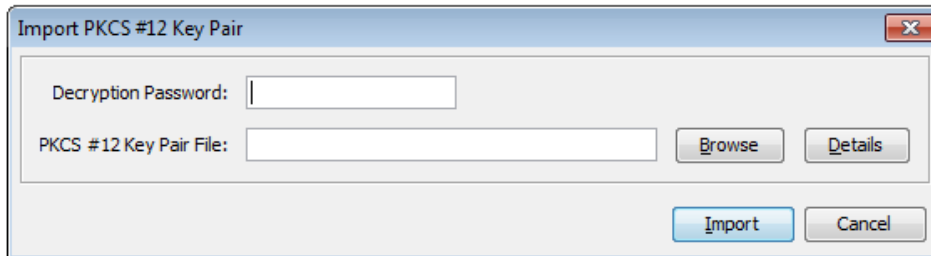 Import PKCS #12 Key Pair
Decryption Password:
PKCS #12 Key Pair File: Browse Details
Import Cancel